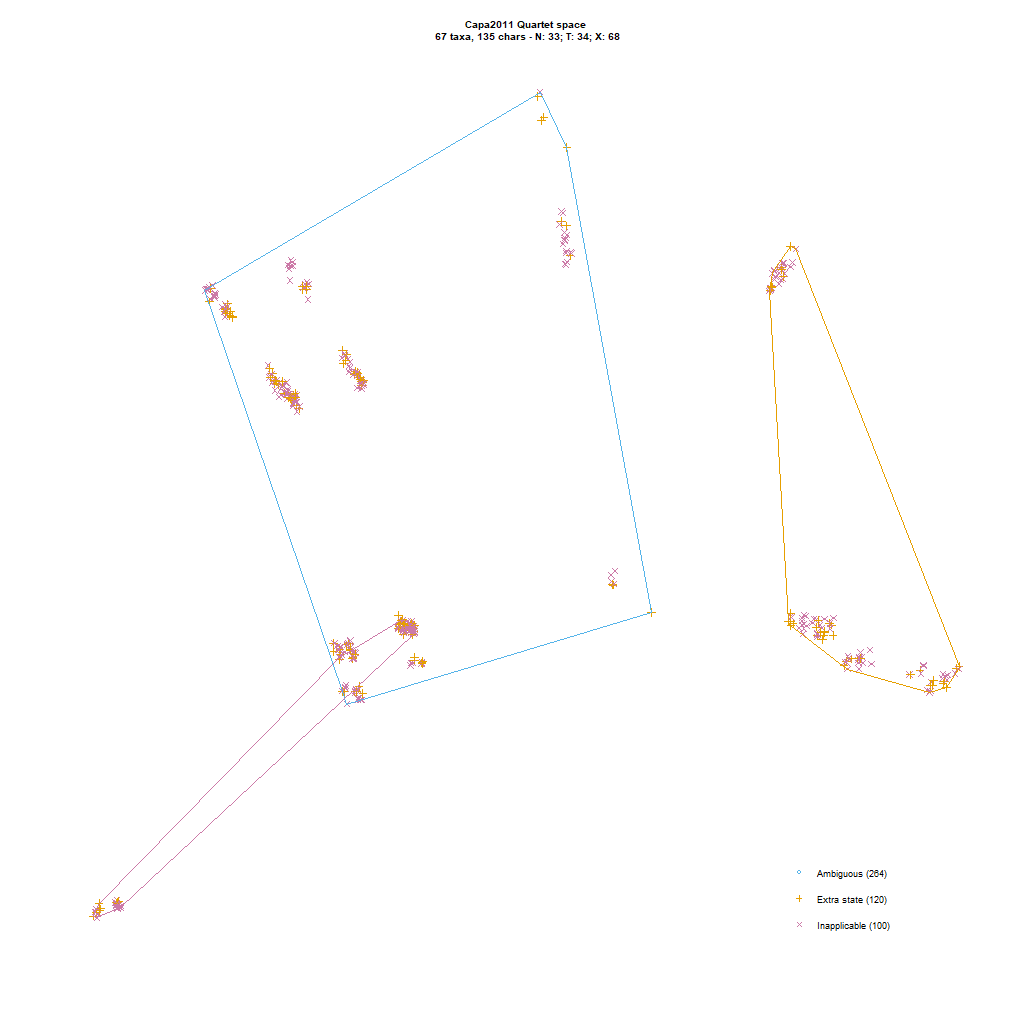 Capa2011 Quartet space
67 taxa, 135 chars - N: 33; T: 34; X: 68
Ambiguous (264)
Extra state (120)
Inapplicable (100)